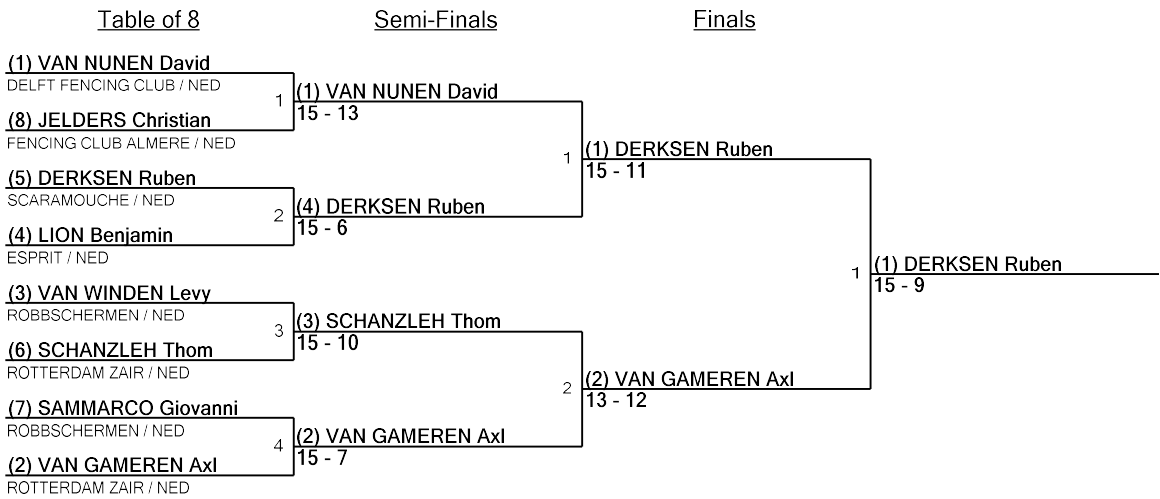 Table of 8
Semi-Finals
Finals
(1) VAN NUNEN David
DELFT FENCING CLUB / NED
1
(8) JELDERS Christian
FENCING CLUB ALMERE / NED
(5) DERKSEN Ruben
SCARAMOUCHE / NED
2
(4) LION Benjamin
ESPRIT / NED
(3) VAN WINDEN Levy
ROBBSCHERMEN / NED
3
(6) SCHANZLEH Thom
ROTTERDAM ZAIR / NED
(7) SAMMARCO Giovanni
ROBBSCHERMEN / NED
4
(2) VAN GAMEREN Axl
ROTTERDAM ZAIR / NED
(1) VAN NUNEN David
15 - 13
1
(4) DERKSEN Ruben
15 - 6
(3) SCHANZLEH Thom
15 - 10
2
(2) VAN GAMEREN Axl
15 - 7
(1) DERKSEN Ruben
15 - 11
1
(2) VAN GAMEREN Axl
13 - 12
(1) DERKSEN Ruben
15 - 9